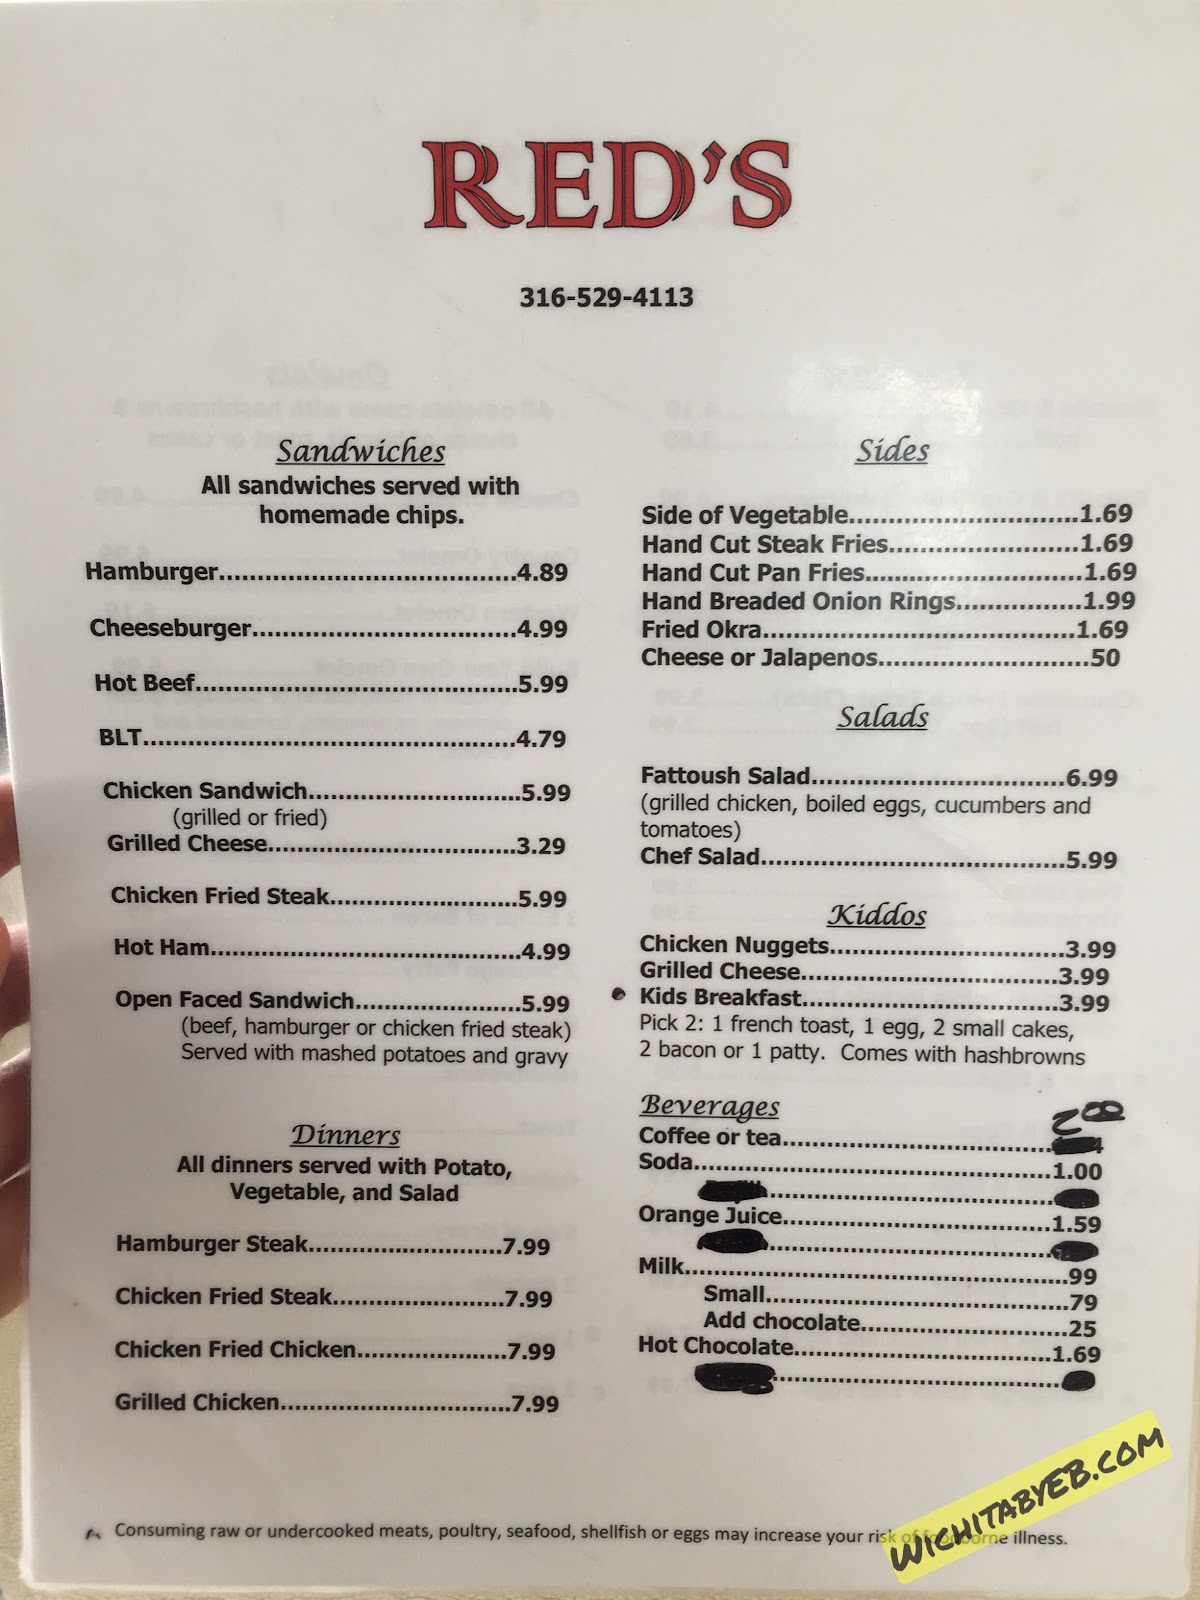 RED'S
316-529-4113
Sandwiches
All sandwiches served with
homemade chips.
Hamburger.......................................4.89
Cheeseburger...................................4.99
Hot Beef..........................................5.99
BLT.................................................4.79
Chicken Sandwich............................5.99
(grilled or fried)
Grilled Cheese.................................3.29
Chicken Fried Steak.........................5.99
Hot Ham.........................................4.99
Open Faced Sandwich......................5.99
(beef, hamburger or chicken fried steak)
Served with mashed potatoes and gravy
Dinners
All dinners served with Potato,
Vegetable, and Salad
Hamburger Steak..........................7.99
Chicken Fried Steak.......................7.99
Chicken Fried Chicken....................7.99
Grilled Chicken...............................7.99
Sides
Side of Vegetable..............................1.69
Hand Cut Steak Fries.........................1.69
Hand Cut Pan Fries............................1.69
Hand Breaded Onion Rings................1.99
Fried Okra.........................................1.69
Cheese or Jalapenos............................50
Salads
Fattoush Salad.................................6.99
(grilled chicken, boiled eggs, cucumbers and
tomatoes)
Chef Salad........................................5.99
Kiddos
Chicken Nuggets...............................3.99
Grilled Cheese..................................3.99
• Kids Breakfast..................................3.99
Pick 2: 1 french toast, 1 egg, 2 small cakes,
2 bacon or 1 patty. Comes with hashbrowns
Beverages
Coffee or tea....................................2.00
Soda................................................1.00
Orange Juice....................................1.59
Milk...................................................99
Small.....................................79
Add chocolate...........................25
Hot Chocolate...................................1.69
Consuming raw or undercooked meats, poultry, seafood, shellfish or eggs may increase your risk of foodborne illness.
WICHITABYEB.COM